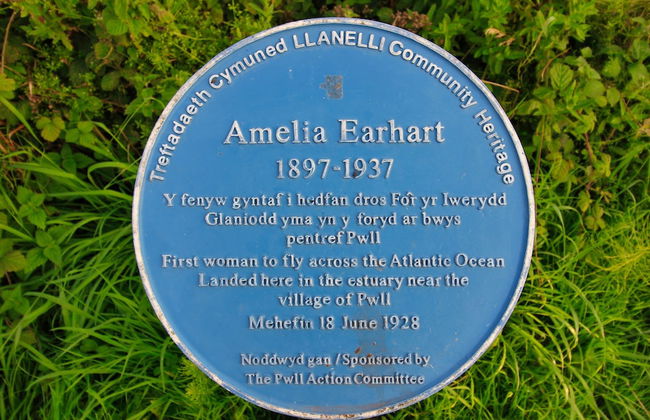 Treftadaeth Cymuned LLANELLI Community Heritage
Amelia Earhart
1897-1937
Y fenyw gyntaf i hedfan dros Fôr yr Iwerydd
Glaniodd yma yn y foryd ar bwys
pentref Pwll
First woman to fly across the Atlantic Ocean
Landed here in the estuary near the
village of Pwll
Mehefin 18 June 1928
Noddwyd gan / Sponsored by
The Pwll Action Committee